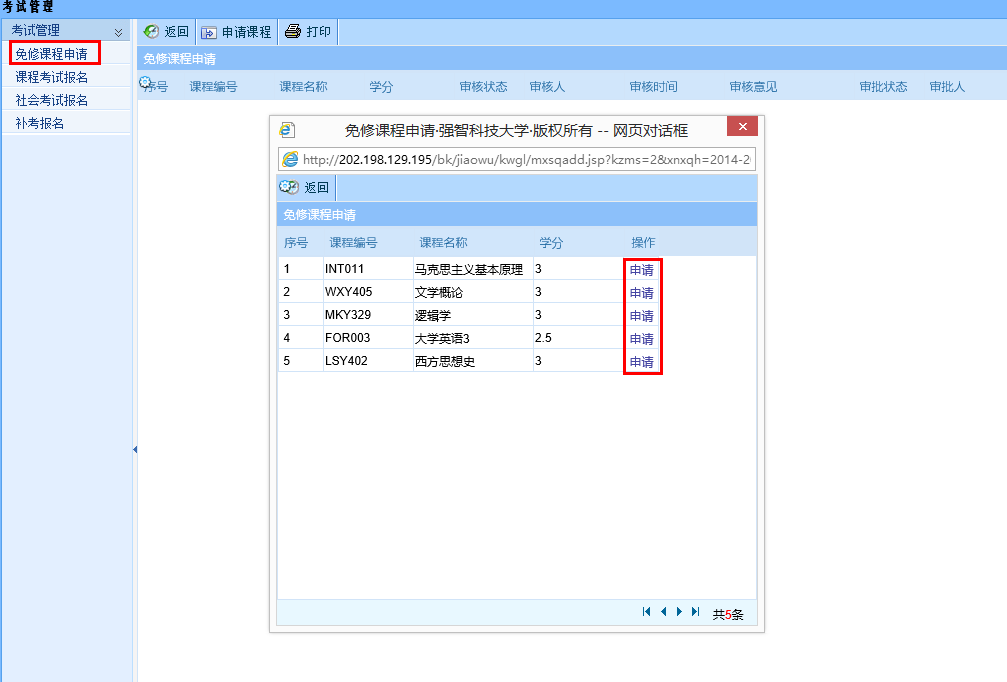 考试管理
考试管理
免修课程申请
课程考试报名
社会考试报名
补考报名
返回 申请课程 打印
免修课程申请
序号 课程编号 课程名称 学分 审核状态 审核人 审核时间 审核意见 审批状态 审批人
免修课程申请·强智科技大学·版权所有 -- 网页对话框
http://202.198.129.195/bk/jiaowu/kwgl/mxsqadd.jsp?kzms=2&xnxqh=2014-2
返回
免修课程申请
序号 课程编号 课程名称 学分 操作
1 INT011 马克思主义基本原理 3 申请
2 WXY405 文学概论 3 申请
3 MKY329 逻辑学 3 申请
4 FOR003 大学英语3 2.5 申请
5 LSY402 西方思想史 3 申请
共5条